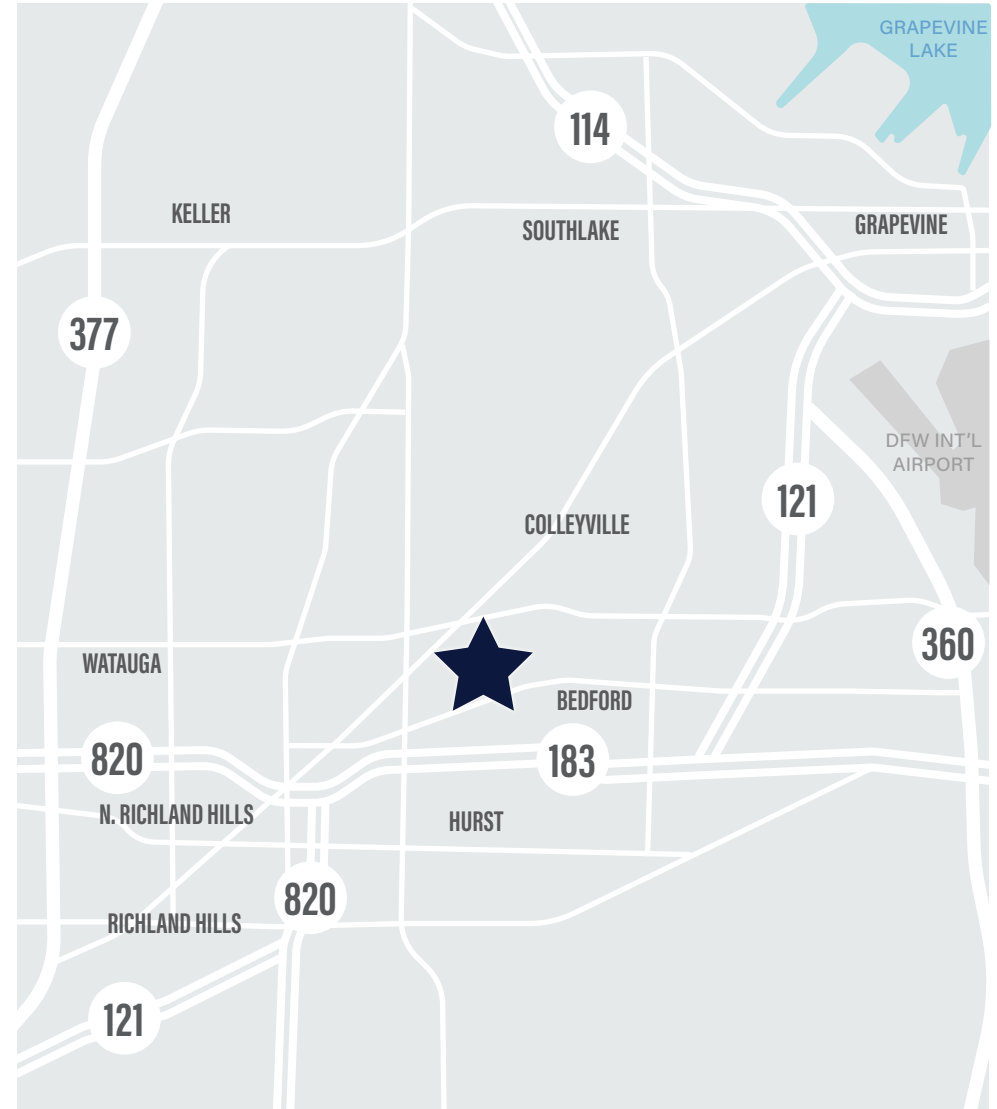 GRAPEVINE
LAKE
114
KELLER
SOUTHLAKE
GRAPEVINE
377
DFW INT'L
AIRPORT
121
COLLEYVILLE
360
WATAUGA
BEDFORD
820
183
N. RICHLAND HILLS
HURST
820
RICHLAND HILLS
121